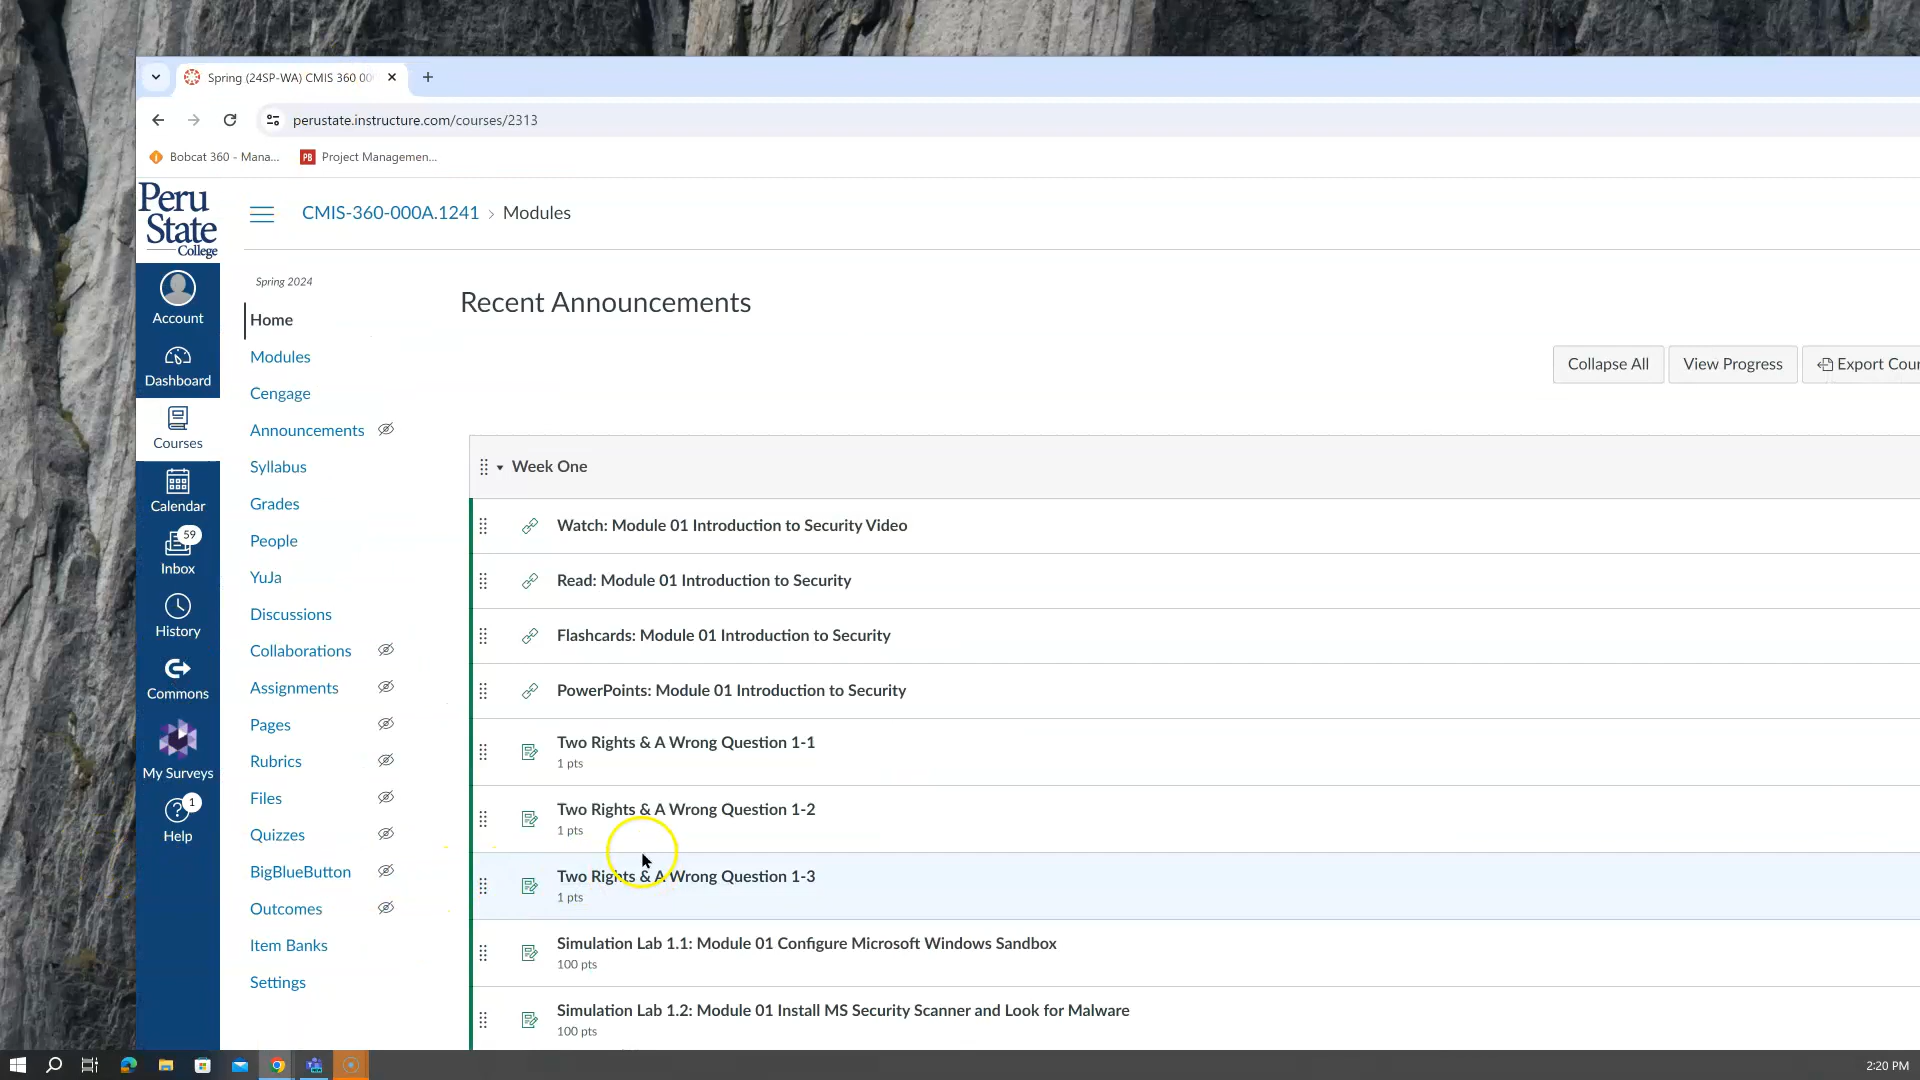 Spring (24SP-WA) CMIS 360 00
perustate.instructure.com/courses/2313
Bobcat 360 - Mana...
PB
Project Managemen...
Peru
State
College
CMIS-360-000A.1241 › Modules
Account
Dashboard
Courses
Calendar
59
Inbox
History
Commons
My Surveys
1
Help
Spring 2024
Home
Modules
Cengage
Announcements
Syllabus
Grades
People
YuJa
Discussions
Collaborations
Assignments
Pages
Rubrics
Files
Quizzes
BigBlueButton
Outcomes
Item Banks
Settings
Recent Announcements
Collapse All
View Progress
Export Cour
Week One
Watch: Module 01 Introduction to Security Video
Read: Module 01 Introduction to Security
Flashcards: Module 01 Introduction to Security
PowerPoints: Module 01 Introduction to Security
Two Rights & A Wrong Question 1-1
1 pts
Two Rights & A Wrong Question 1-2
1 pts
Two Rights & A Wrong Question 1-3
1 pts
Simulation Lab 1.1: Module 01 Configure Microsoft Windows Sandbox
100 pts
Simulation Lab 1.2: Module 01 Install MS Security Scanner and Look for Malware
100 pts
2:20 PM